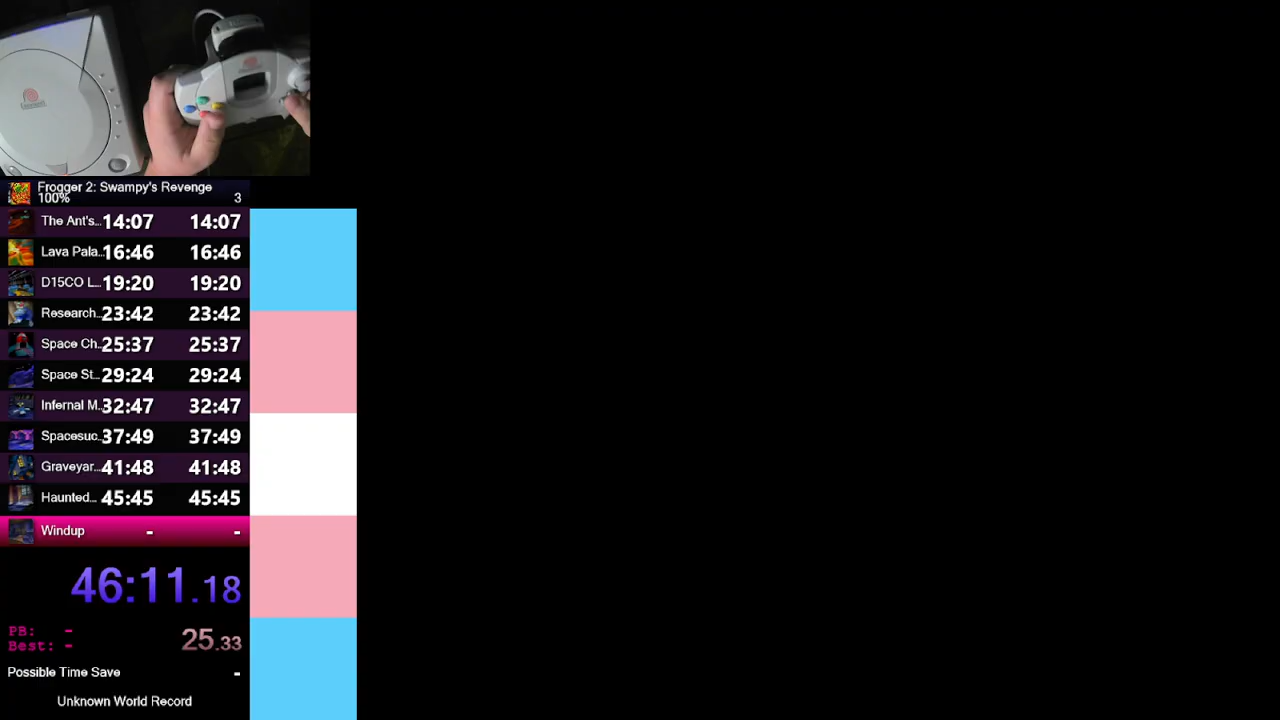 Frogger 2: Swampy's Revenge
100% 3
The Ant's... 14:07 14:07
Lava Pala... 16:46 16:46
D15CO L... 19:20 19:20
Research... 23:42 23:42
Space Ch... 25:37 25:37
Space St... 29:24 29:24
Infernal M... 32:47 32:47
Spacesuc... 37:49 37:49
Graveyar... 41:48 41:48
Haunted... 45:45 45:45
Windup - -
46:11.18
PB: -
Best: -
25.33
Possible Time Save -
Unknown World Record